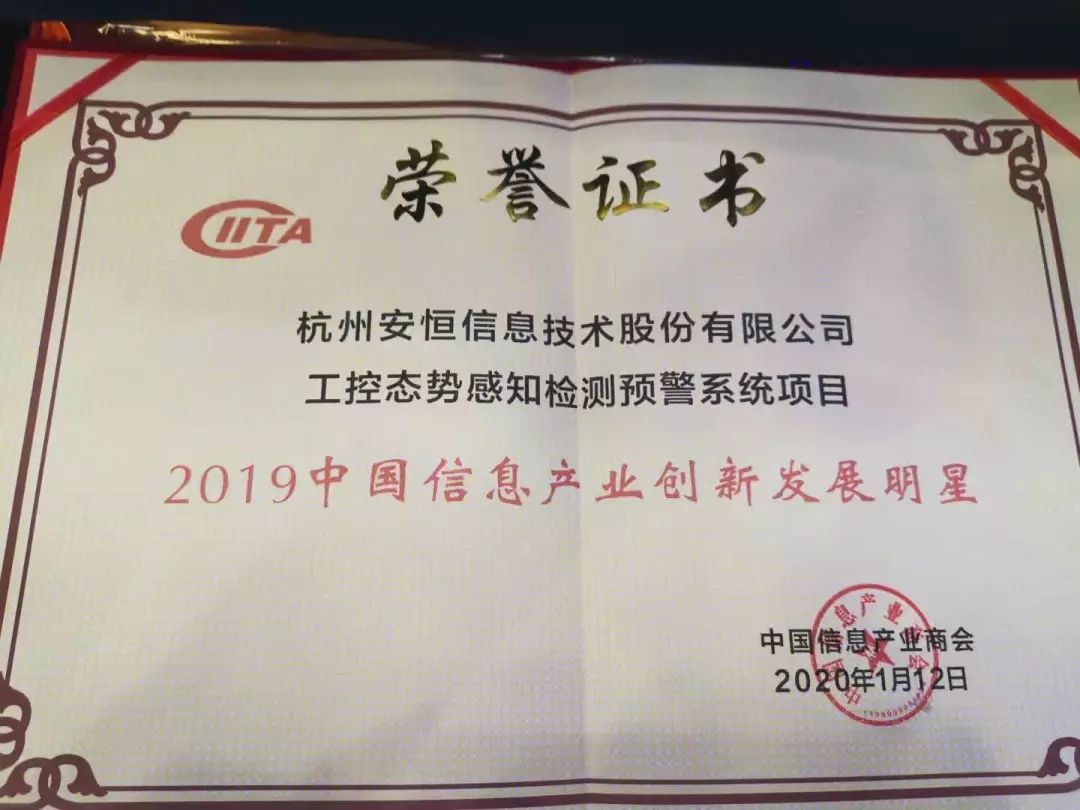 荣誉证书
CIITA
杭州安恒信息技术股份有限公司
工控态势感知检测预警系统项目
2019中国信息产业创新发展明星
中国信息产业商会
2020年1月12日